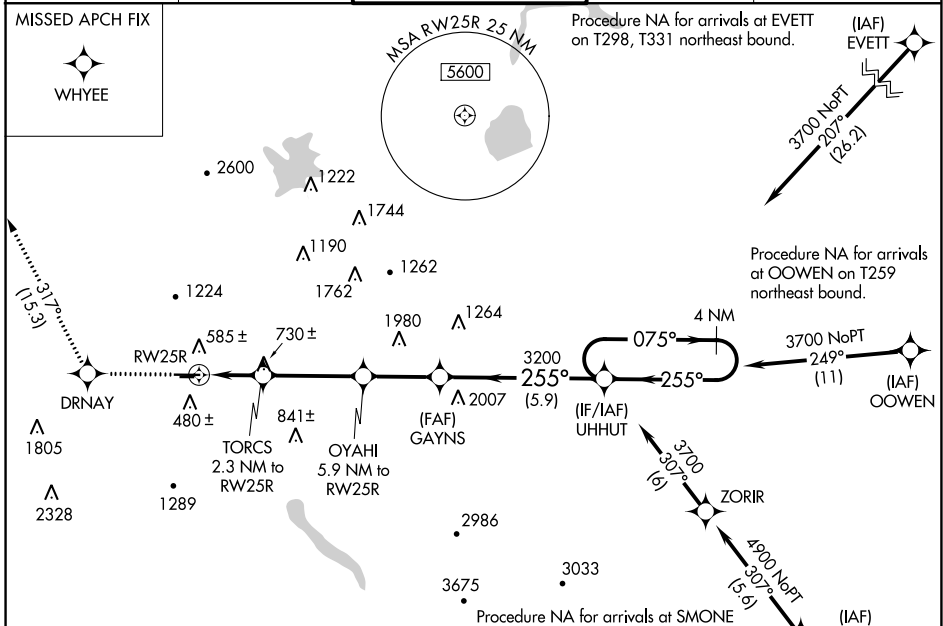 MISSED APCH FIX
WHYEE
MSA RW25R 25 NM
5600
Procedure NA for arrivals at EVETT
on T298, T331 northeast bound.
(IAF)
EVETT
3700 NoPT
207°
(26.2)
2600
1222
1744
1190
1762
1262
Procedure NA for arrivals
at OOWEN on T259
northeast bound.
317°
(15.3)
1224
585 ±
730 ±
1980
1264
4 NM
075°
3700 NoPT
249°
(11)
(IAF)
OOWEN
RW25R
3200
255°
(5.9)
255°
DRNAY
480 ±
TORCS
2.3 NM to
RW25R
841 ±
OYAHI
5.9 NM to
RW25R
(FAF)
GAYNS
2007
(IF/IAF)
UHHUT
1805
2328
1289
3700
307°
(6)
ZORIR
2986
3675
3033
4900 NoPT
307°
(5.6)
Procedure NA for arrivals at SMONE
(IAF)